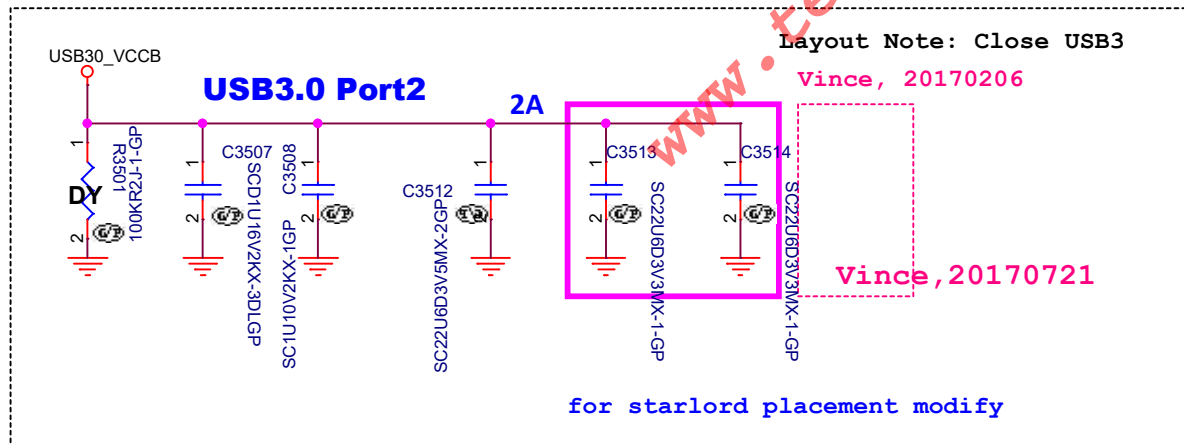 Layout Note: Close USB3
USB30_VCCB
Vince, 20170206
USB3.0 Port2
2A
www.te
1
R3501
100KR2J-1-GP
DY
2
G/P
1
C3507
SCD1U16V2KX-3DLGP
2
G/P
1
C3508
SC1U10V2KX-1GP
2
G/P
1
C3512
SC22U6D3V5MX-2GP
2
1
C3513
SC22U6D3V3MX-1-GP
2
G/P
1
C3514
SC22U6D3V3MX-1-GP
2
G/P
Vince,20170721
for starlord placement modify